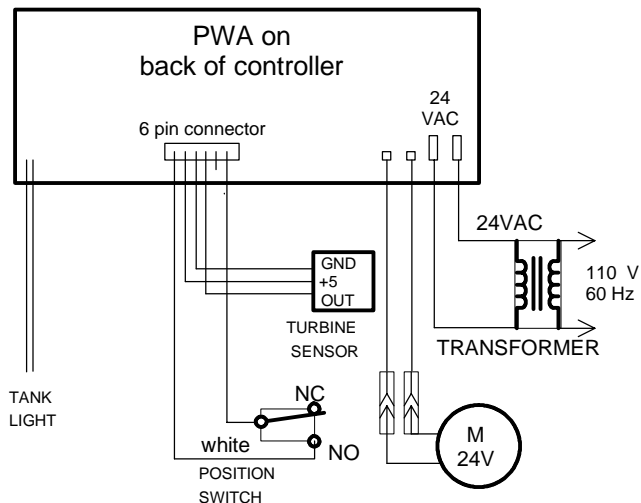 PWA on
back of controller
24
VAC
6 pin connector
24VAC
GND
+5
OUT
110 V
60 Hz
TURBINE
SENSOR
TRANSFORMER
TANK
LIGHT
NC
white
NO
POSITION
SWITCH
M
24V